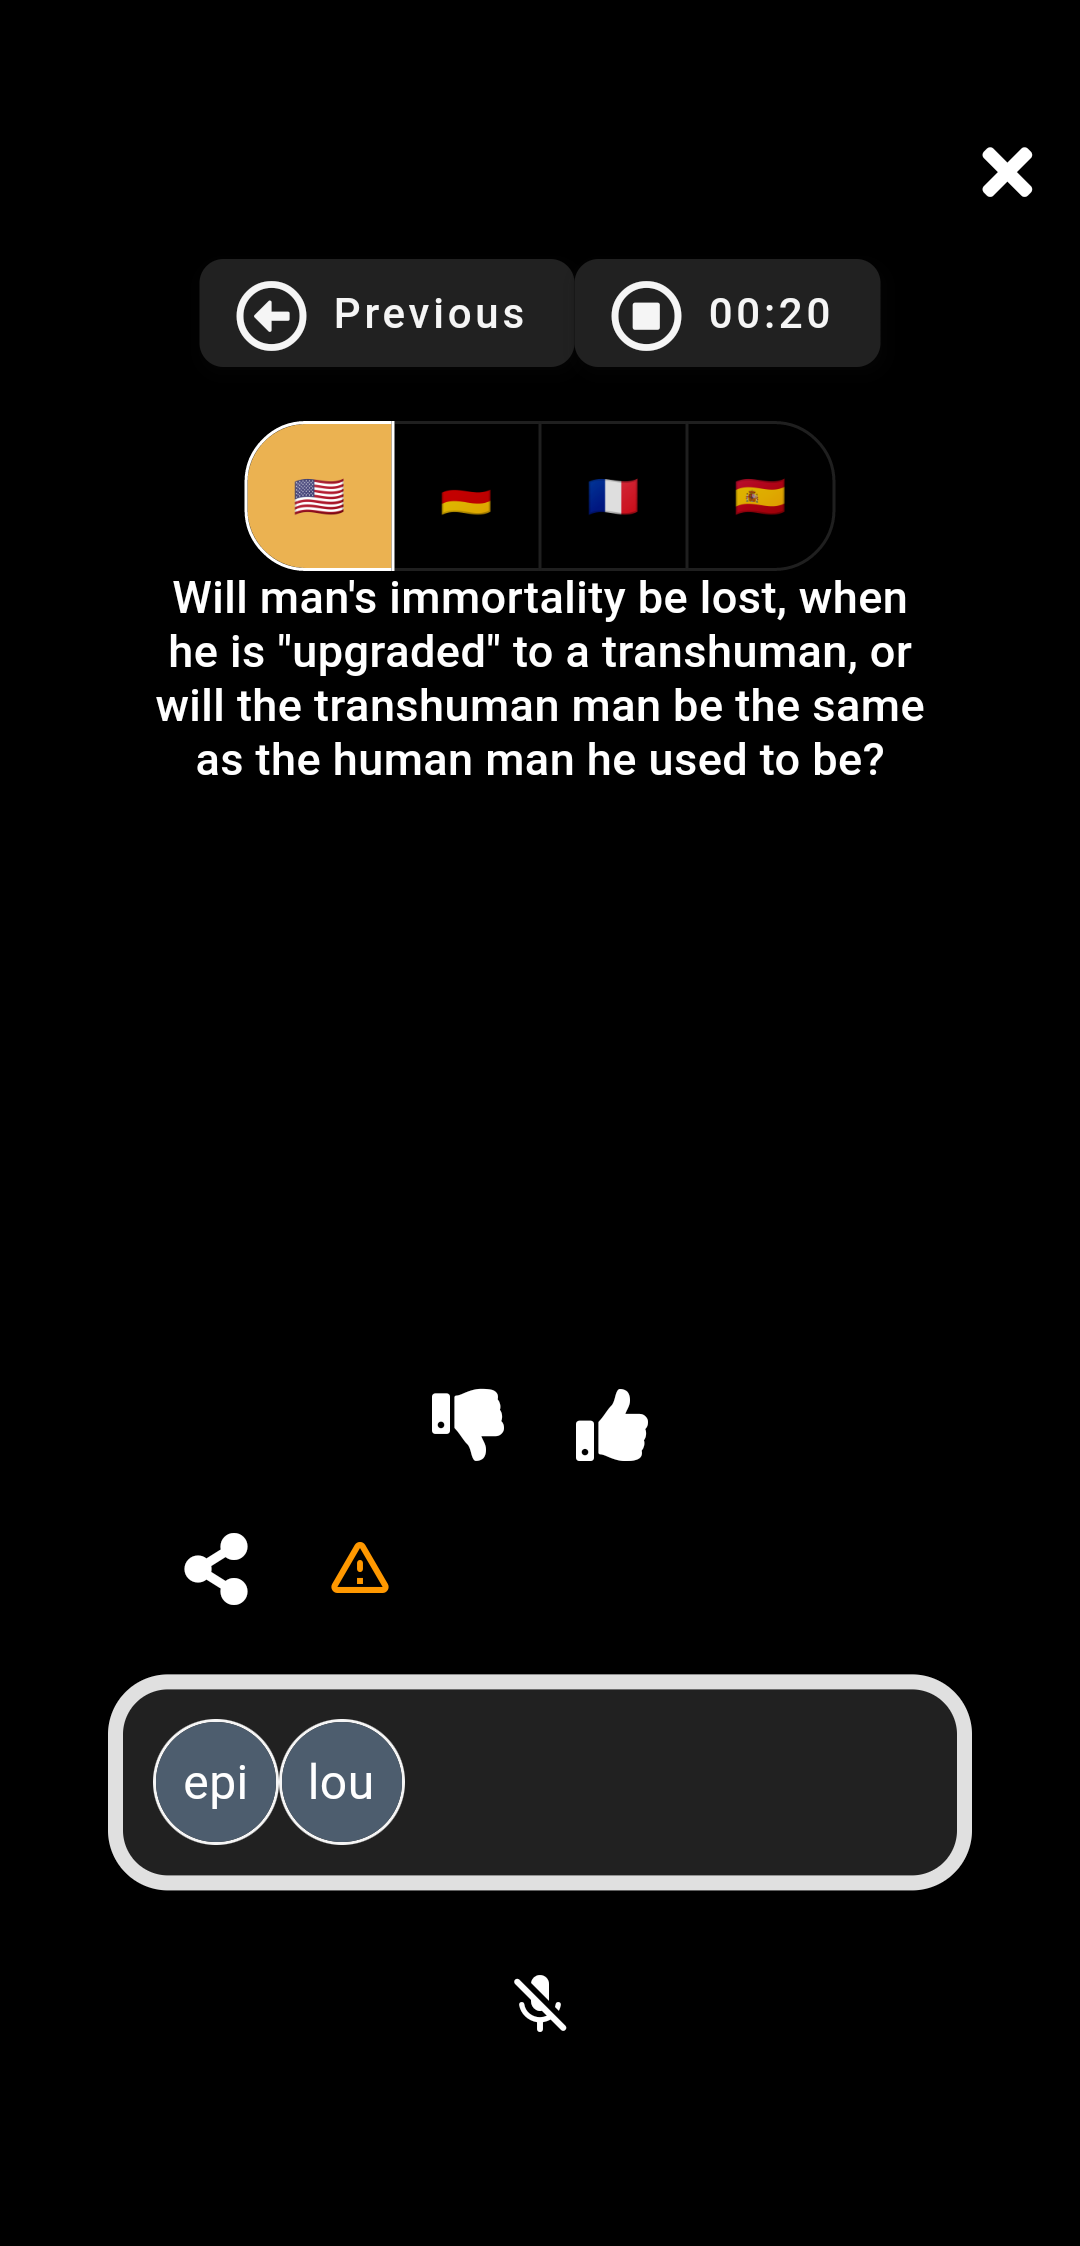 Previous
00:20
Will man's immortality be lost, when
he is "upgraded" to a transhuman, or
will the transhuman man be the same
as the human man he used to be?
epi
lou